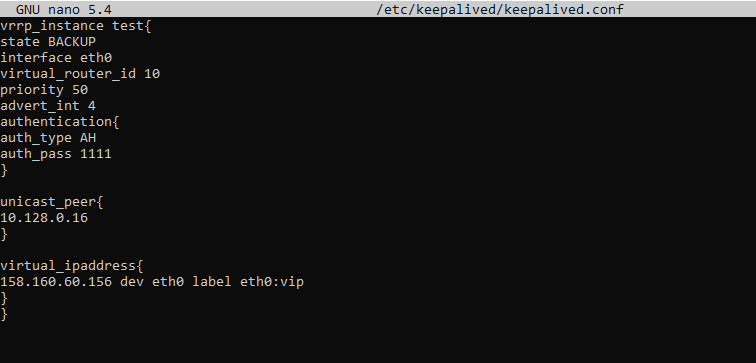 GNU nano 5.4 /etc/keepalived/keepalived.conf
vrrp_instance test{
state BACKUP
interface eth0
virtual_router_id 10
priority 50
advert_int 4
authentication{
auth_type AH
auth_pass 1111
}
unicast_peer{
10.128.0.16
}
virtual_ipaddress{
158.160.60.156 dev eth0 label eth0:vip
}
}